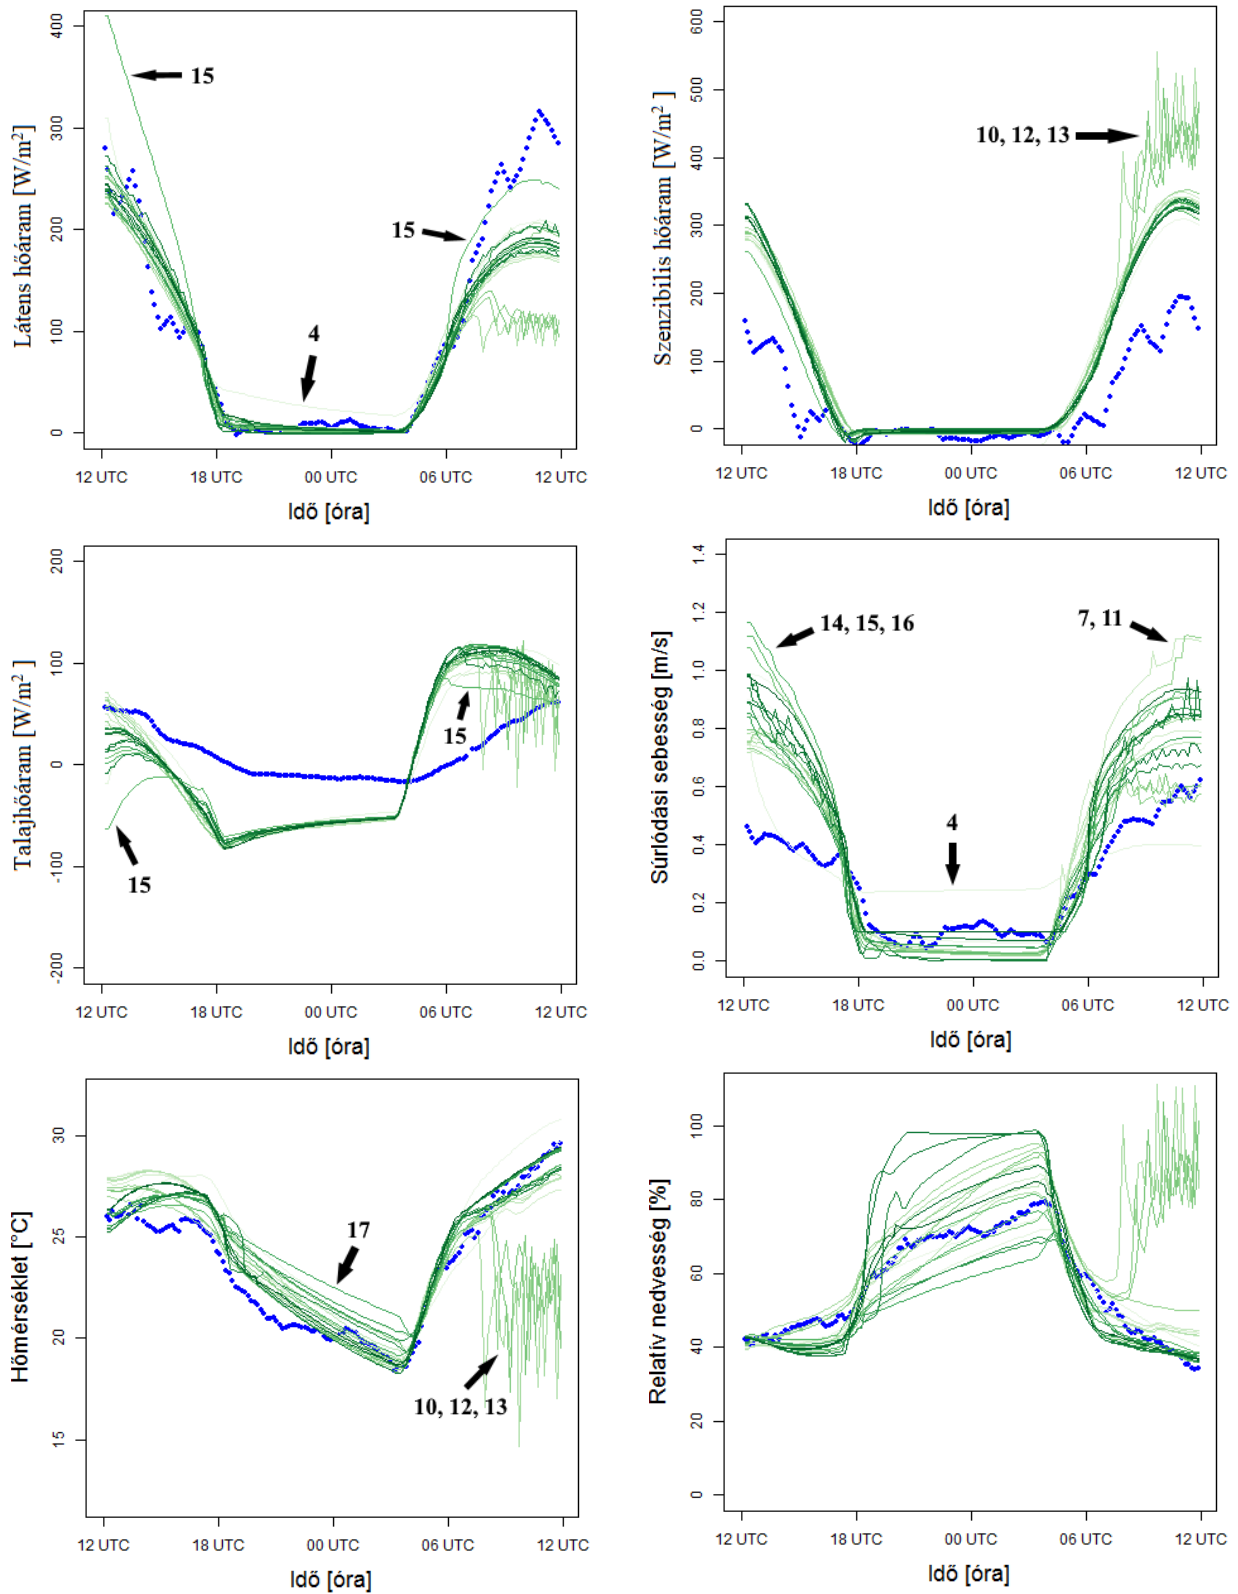 Látens hőáram [W/m²]
400
300
200
100
0
15
15
4
12 UTC 18 UTC 00 UTC 06 UTC 12 UTC
Idő [óra]
Szenzibilis hőáram [W/m² ]
600
500
400
300
200
100
0
10, 12, 13
12 UTC 18 UTC 00 UTC 06 UTC 12 UTC
Idő [óra]
Talajhőáram [W/m² ]
200
100
0
-100
-200
15
15
12 UTC 18 UTC 00 UTC 06 UTC 12 UTC
Idő [óra]
Súrlódási sebesség [m/s]
1.4
1.2
1.0
0.8
0.6
0.4
0.2
0.0
14, 15, 16
7, 11
4
12 UTC 18 UTC 00 UTC 06 UTC 12 UTC
Idő [óra]
Hőmérséklet [°C]
30
25
20
15
17
10, 12, 13
12 UTC 18 UTC 00 UTC 06 UTC 12 UTC
Idő [óra]
Relatív nedvesség [%]
100
80
60
40
20
0
12 UTC 18 UTC 00 UTC 06 UTC 12 UTC
Idő [óra]